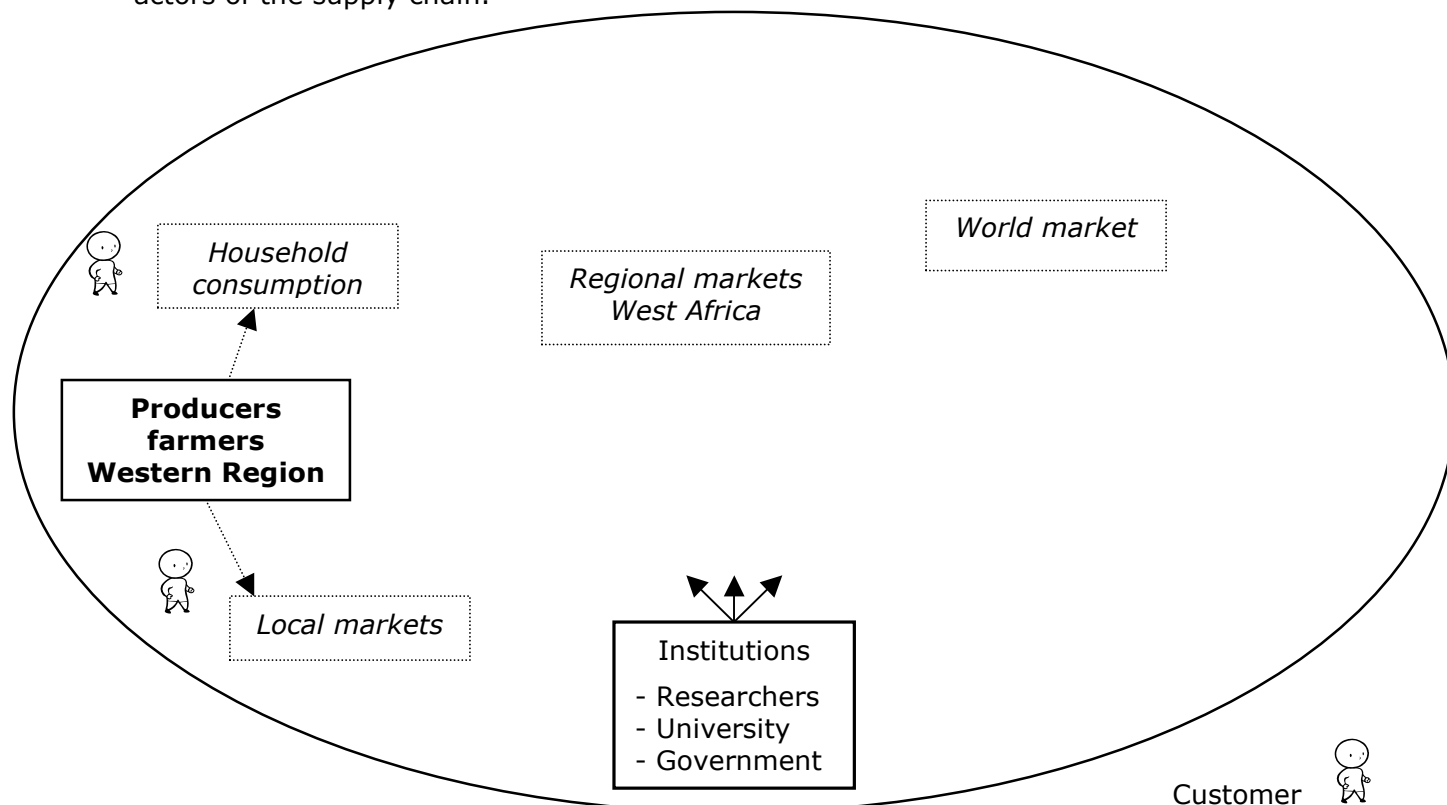 actors of the supply chain.
World market
Household
consumption
Regional markets
West Africa
Producers
farmers
Western Region
Local markets
Institutions
- Researchers
- University
- Government
Customer